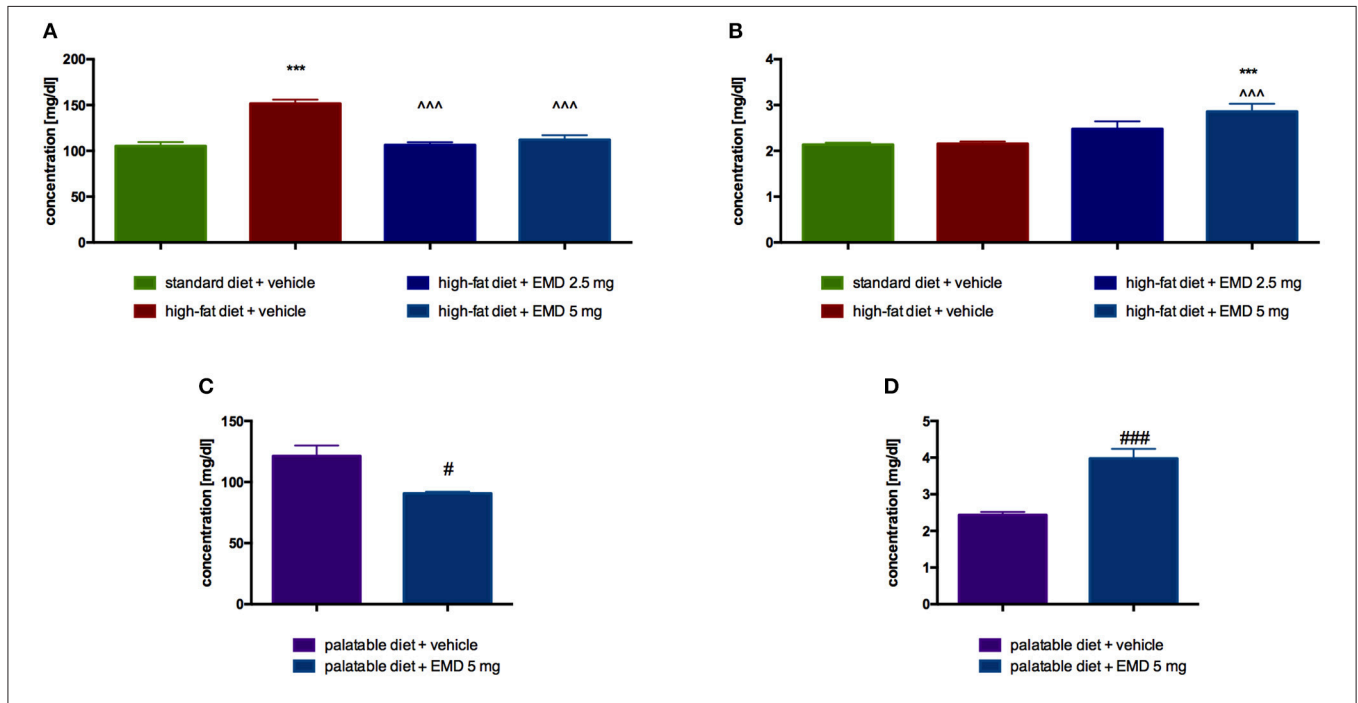 A
concentration [mg/dl]
200
150
100
50
0
***
^^^
^^^
standard diet + vehicle
high-fat diet + vehicle
high-fat diet + EMD 2.5 mg
high-fat diet + EMD 5 mg
B
concentration [mg/dl]
4
3
2
1
0
***
^^^
standard diet + vehicle
high-fat diet + vehicle
high-fat diet + EMD 2.5 mg
high-fat diet + EMD 5 mg
C
concentration [mg/dl]
150
100
50
0
#
palatable diet + vehicle
palatable diet + EMD 5 mg
D
concentration [mg/dl]
5
4
3
2
1
0
###
palatable diet + vehicle
palatable diet + EMD 5 mg